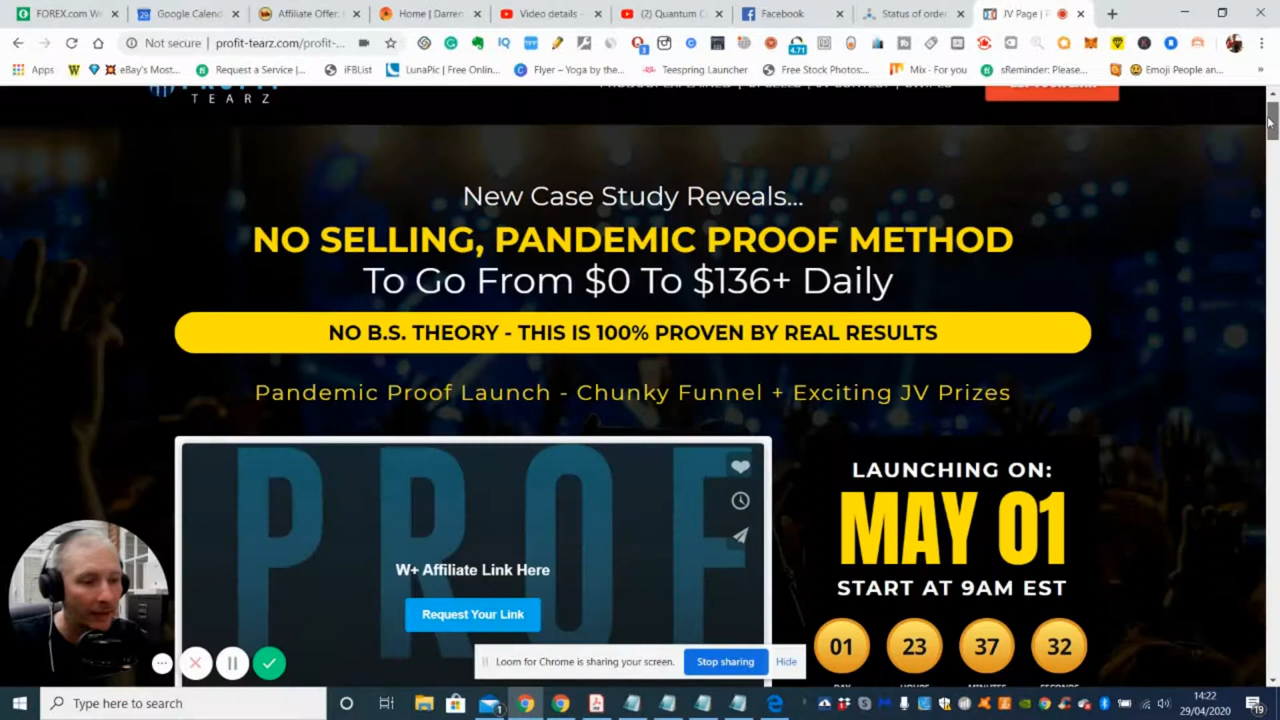 FOREX.com We
Google Calend
Affiliate Offer:
Home | Darren
Video details -
(2) Quantum C
Facebook
Status of order
JV Page | P
Not secure | profit-tearz.com/profit-...
4.71
Apps
eBay's Most...
Request a Service |...
iFBList
LunaPic | Free Onlin...
Flyer – Yoga by the...
Teespring Launcher
Free Stock Photos:...
Mix - For you
sReminder: Please...
Emoji People an...
TEARZ
New Case Study Reveals...
NO SELLING, PANDEMIC PROOF METHOD
To Go From $0 To $136+ Daily
NO B.S. THEORY - THIS IS 100% PROVEN BY REAL RESULTS
Pandemic Proof Launch - Chunky Funnel + Exciting JV Prizes
PROF
W+ Affiliate Link Here
Request Your Link
LAUNCHING ON:
MAY 01
START AT 9AM EST
01 23 37 32
Loom for Chrome is sharing your screen.
Stop sharing
Hide
Type here to search
14:22
29/04/2020
19